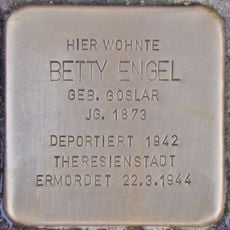 HIER WOHNTE
BETTY ENGEL
GEB. GOSLAR
JG. 1873
DEPORTIERT 1942
THERESIENSTADT
ERMORDET 22.3.1944